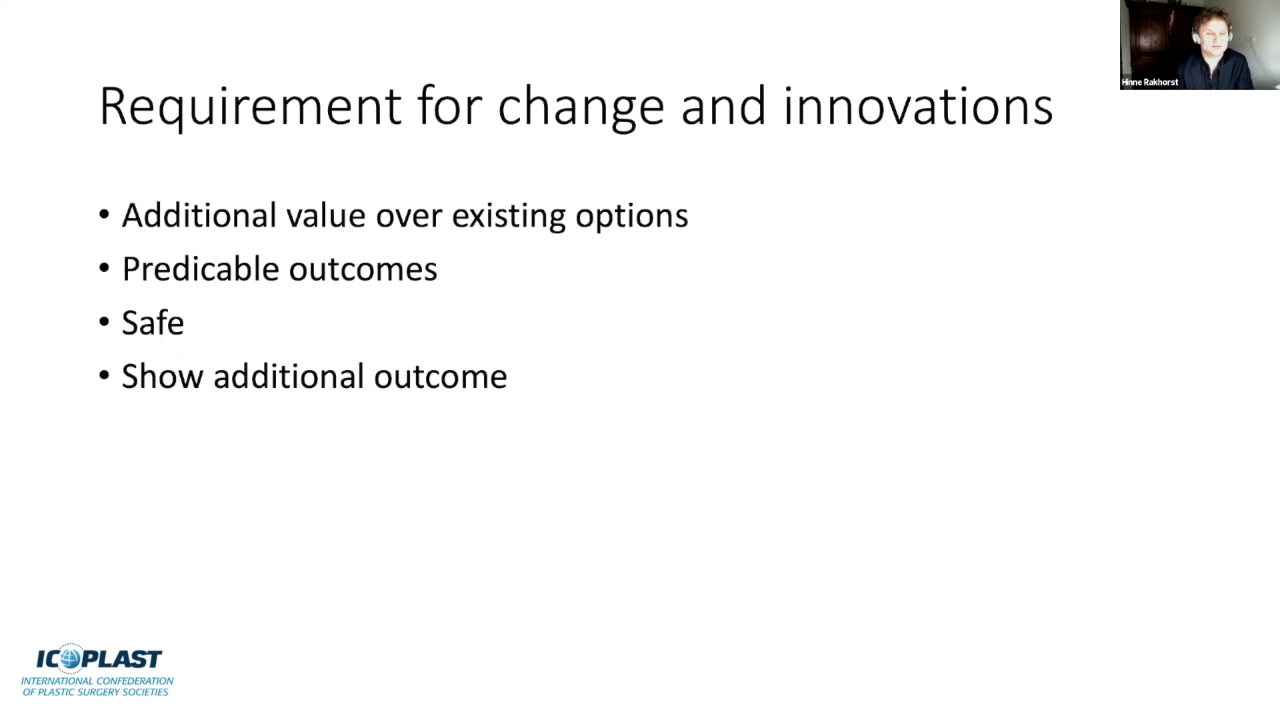 Hinne Rakhorst
Requirement for change and innovations
• Additional value over existing options
• Predicable outcomes
• Safe
• Show additional outcome
ICOPLAST
INTERNATIONAL CONFEDERATION
OF PLASTIC SURGERY SOCIETIES